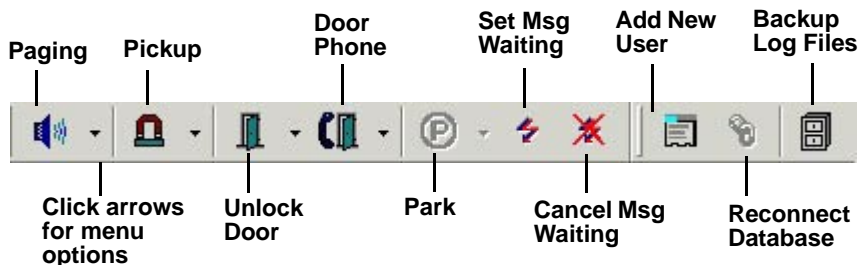 Paging
Pickup
Door
Phone
Set Msg
Waiting
Add New
User
Backup
Log Files
P
Click arrows
for menu
options
Unlock
Door
Park
Cancel Msg
Waiting
Reconnect
Database